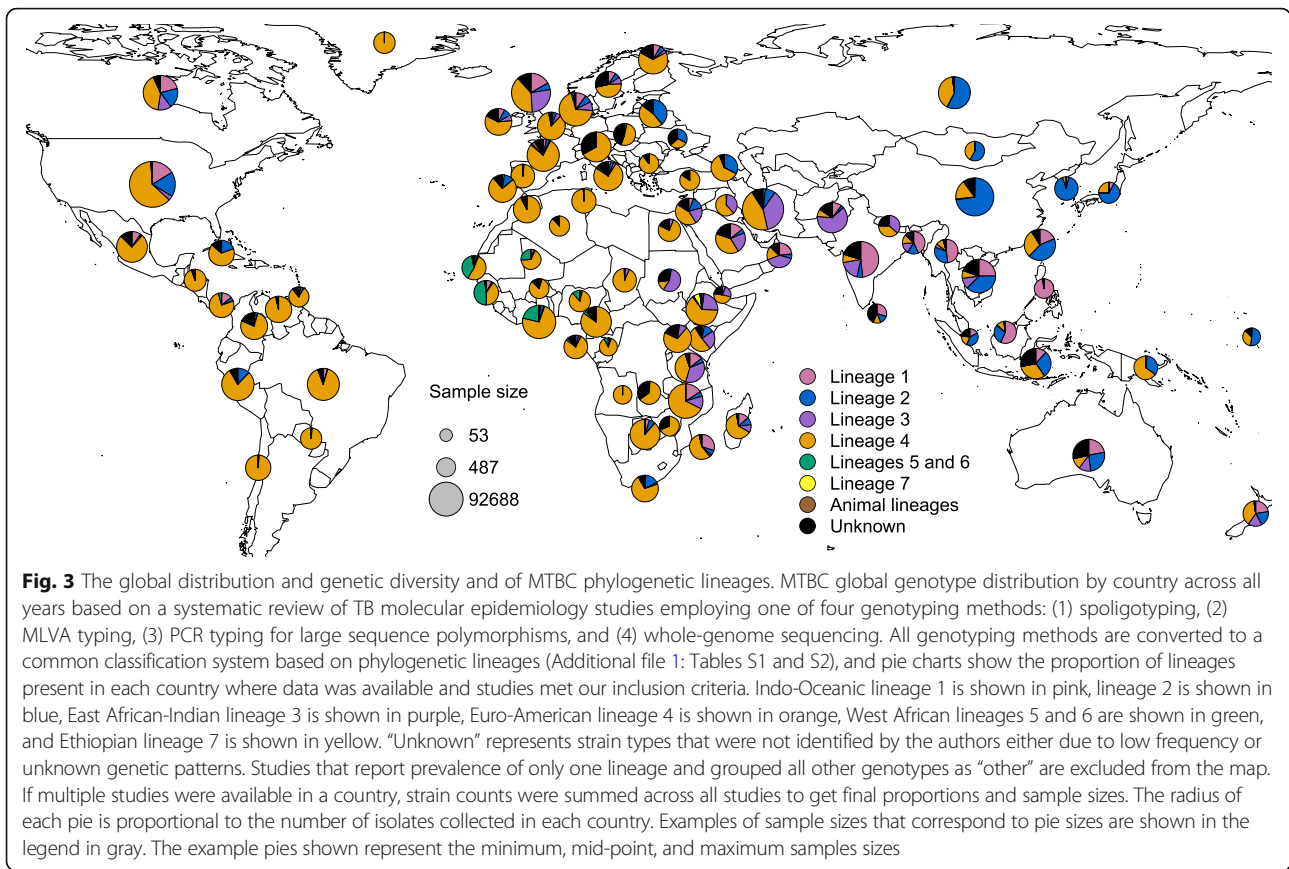 Sample size
53
487
92688
Lineage 1
Lineage 2
Lineage 3
Lineage 4
Lineages 5 and 6
Lineage 7
Animal lineages
Unknown
Fig. 3 The global distribution and genetic diversity and of MTBC phylogenetic lineages. MTBC global genotype distribution by country across all
years based on a systematic review of TB molecular epidemiology studies employing one of four genotyping methods: (1) spoligotyping, (2)
MLVA typing, (3) PCR typing for large sequence polymorphisms, and (4) whole-genome sequencing. All genotyping methods are converted to a
common classification system based on phylogenetic lineages (Additional file 1: Tables S1 and S2), and pie charts show the proportion of lineages
present in each country where data was available and studies met our inclusion criteria. Indo-Oceanic lineage 1 is shown in pink, lineage 2 is shown in
blue, East African-Indian lineage 3 is shown in purple, Euro-American lineage 4 is shown in orange, West African lineages 5 and 6 are shown in green,
and Ethiopian lineage 7 is shown in yellow. “Unknown” represents strain types that were not identified by the authors either due to low frequency or
unknown genetic patterns. Studies that report prevalence of only one lineage and grouped all other genotypes as “other” are excluded from the map.
If multiple studies were available in a country, strain counts were summed across all studies to get final proportions and sample sizes. The radius of
each pie is proportional to the number of isolates collected in each country. Examples of sample sizes that correspond to pie sizes are shown in the
legend in gray. The example pies shown represent the minimum, mid-point, and maximum samples sizes